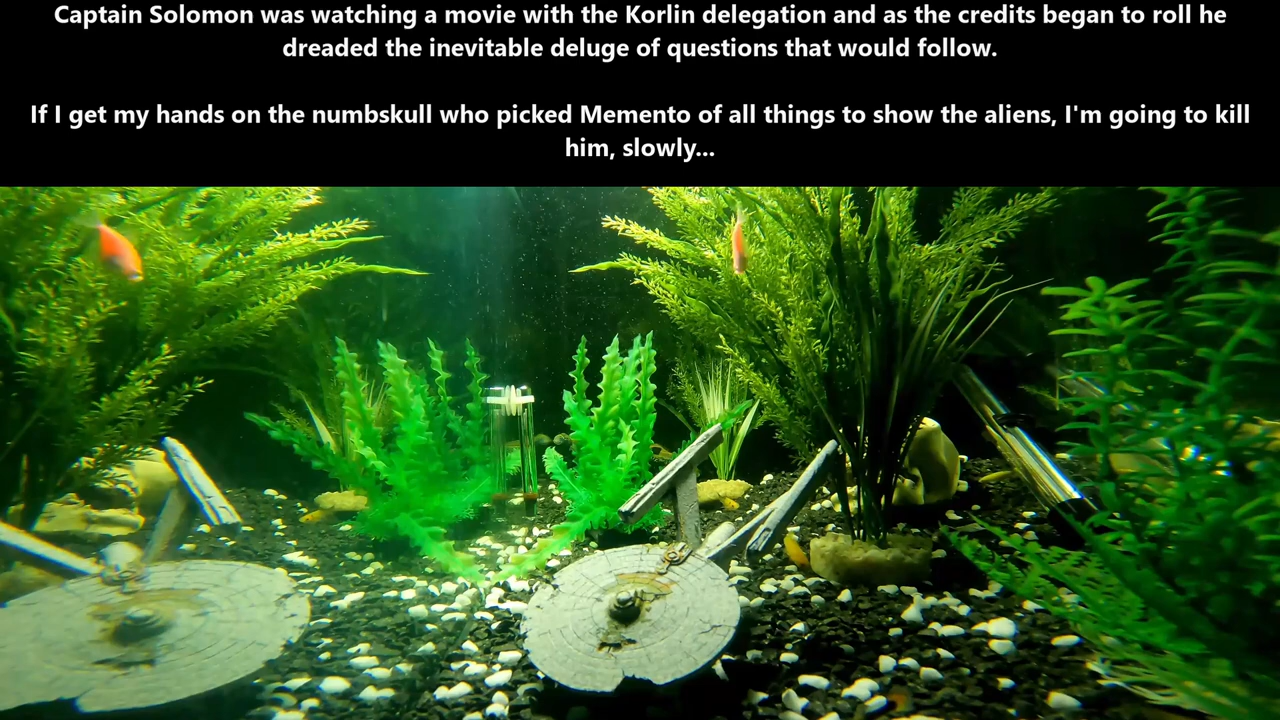 Captain Solomon was watching a movie with the Korlin delegation and as the credits began to roll he
dreaded the inevitable deluge of questions that would follow.
If I get my hands on the numbskull who picked Memento of all things to show the aliens, I'm going to kill
him, slowly...